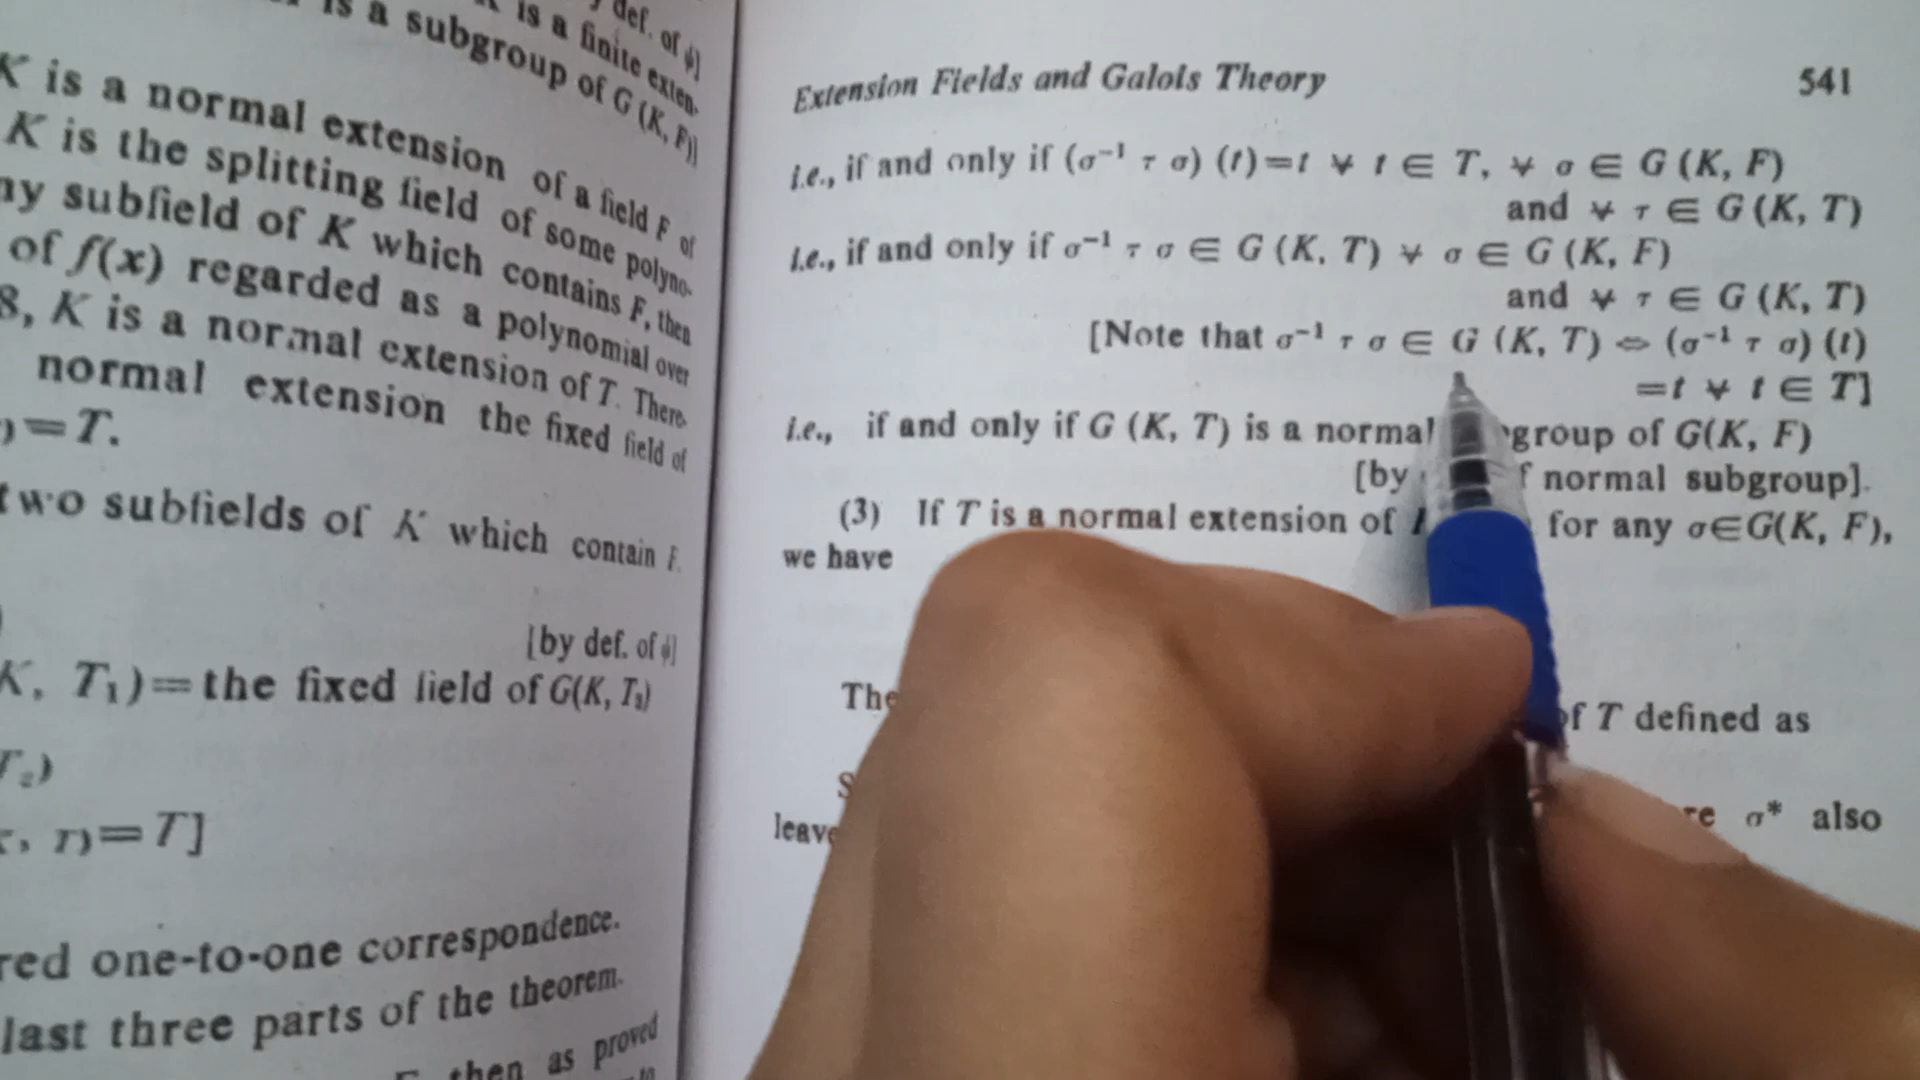 def. of ϕ]
is a finite exten-
is a subgroup of G (K, F)]
K is a normal extension of a field F of
K is the splitting field of some polyno-
ny subfield of K which contains F, then
of f(x) regarded as a polynomial over
8, K is a normal extension of T. There-
normal extension the fixed field of
)=T.
two subfields of K which contain F.
[by def. of ϕ]
K, T₁)=the fixed field of G(K, T₂)
T₂)
, T)=T]
red one-to-one correspondence.
last three parts of the theorem.
then as proved
Extension Fields and Galois Theory 541
i.e., if and only if (σ⁻¹ τ σ) (t)=t ∀ t ∈ T, ∀ σ ∈ G (K, F)
and ∀ τ ∈ G (K, T)
i.e., if and only if σ⁻¹ τ σ ∈ G (K, T) ∀ σ ∈ G (K, F)
and ∀ τ ∈ G (K, T)
[Note that σ⁻¹ τ σ ∈ G (K, T) ⇔ (σ⁻¹ τ σ) (t)
=t ∀ t ∈ T]
i.e., if and only if G (K, T) is a normal group of G(K, F)
[by f normal subgroup].
(3) If T is a normal extension of for any σ∈G(K, F),
we have
The of T defined as
re σ* also
leave